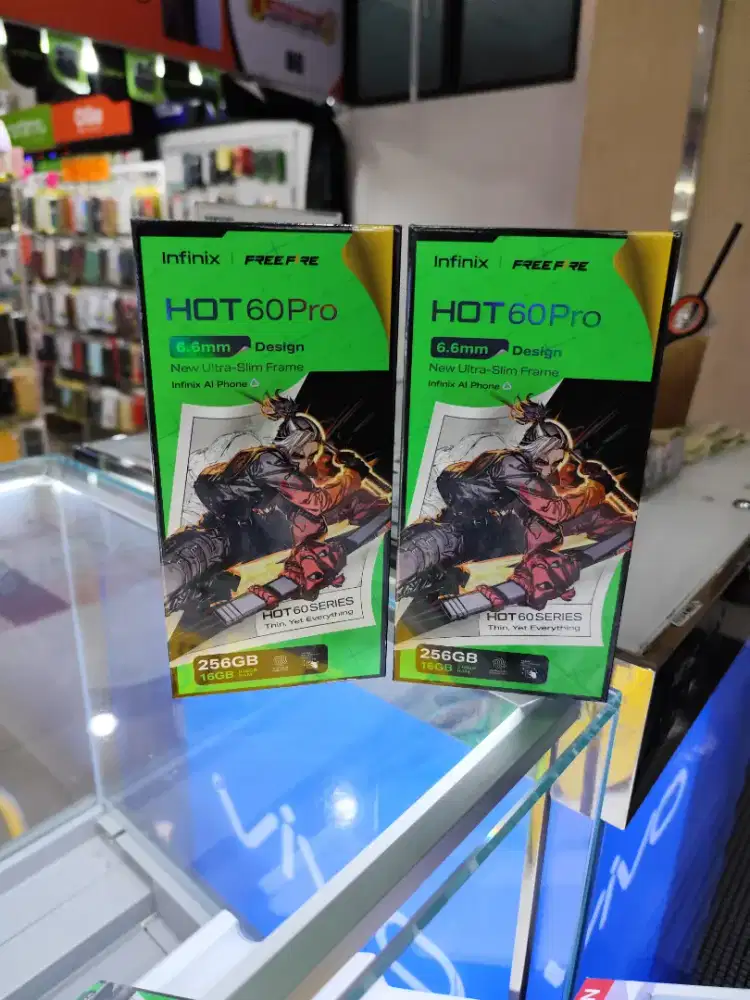 Infinix | FREE FIRE
HOT 60Pro
6.6mm Design
New Ultra-Slim Frame
Infinix AI Phone
HOT 60 SERIES
Thin, Yet Everything
256GB
16GB
Infinix | FREE FIRE
HOT 60Pro
6.6mm Design
New Ultra-Slim Frame
Infinix AI Phone
HOT 60 SERIES
Thin, Yet Everything
256GB
16GB
vivo
vivo